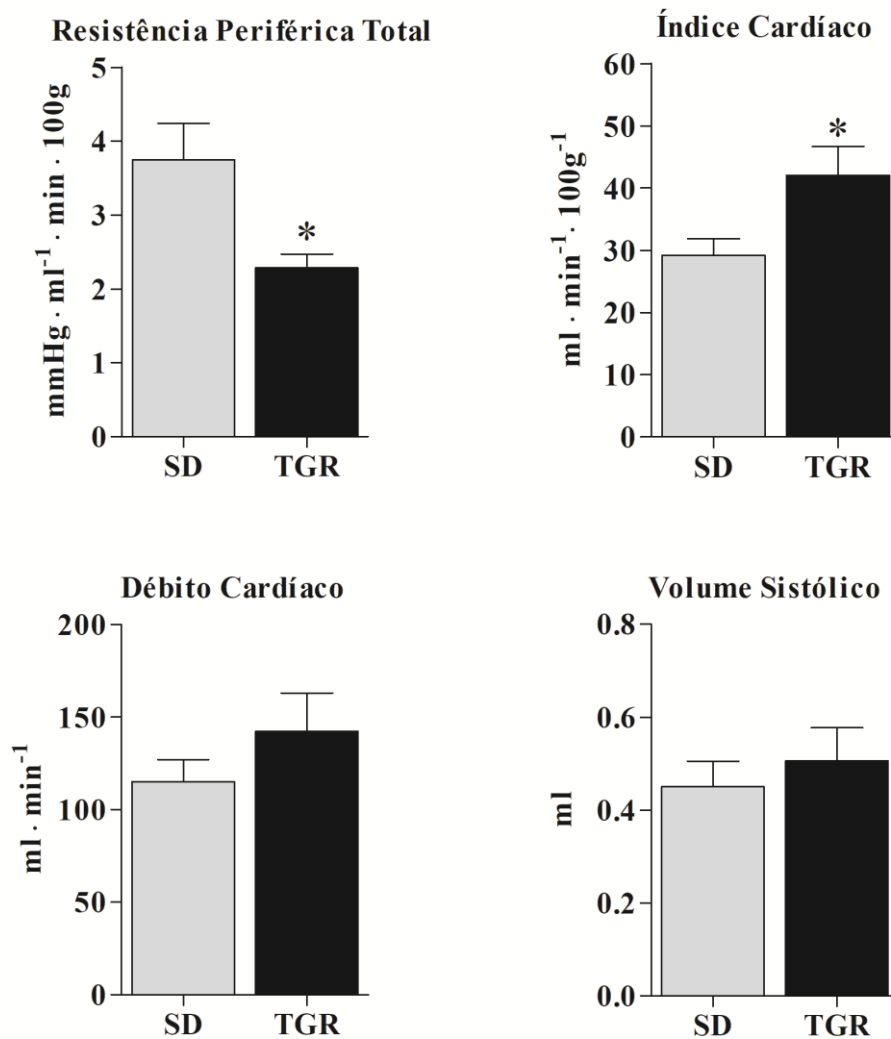 Resistência Periférica Total
mmHg · ml⁻¹ · min · 100g
5
4
3
2
1
0
*
SD TGR
Índice Cardíaco
ml · min⁻¹ · 100g⁻¹
60
50
40
30
20
10
0
*
SD TGR
Débito Cardíaco
ml · min⁻¹
200
150
100
50
0
SD TGR
Volume Sistólico
ml
0.8
0.6
0.4
0.2
0.0
SD TGR